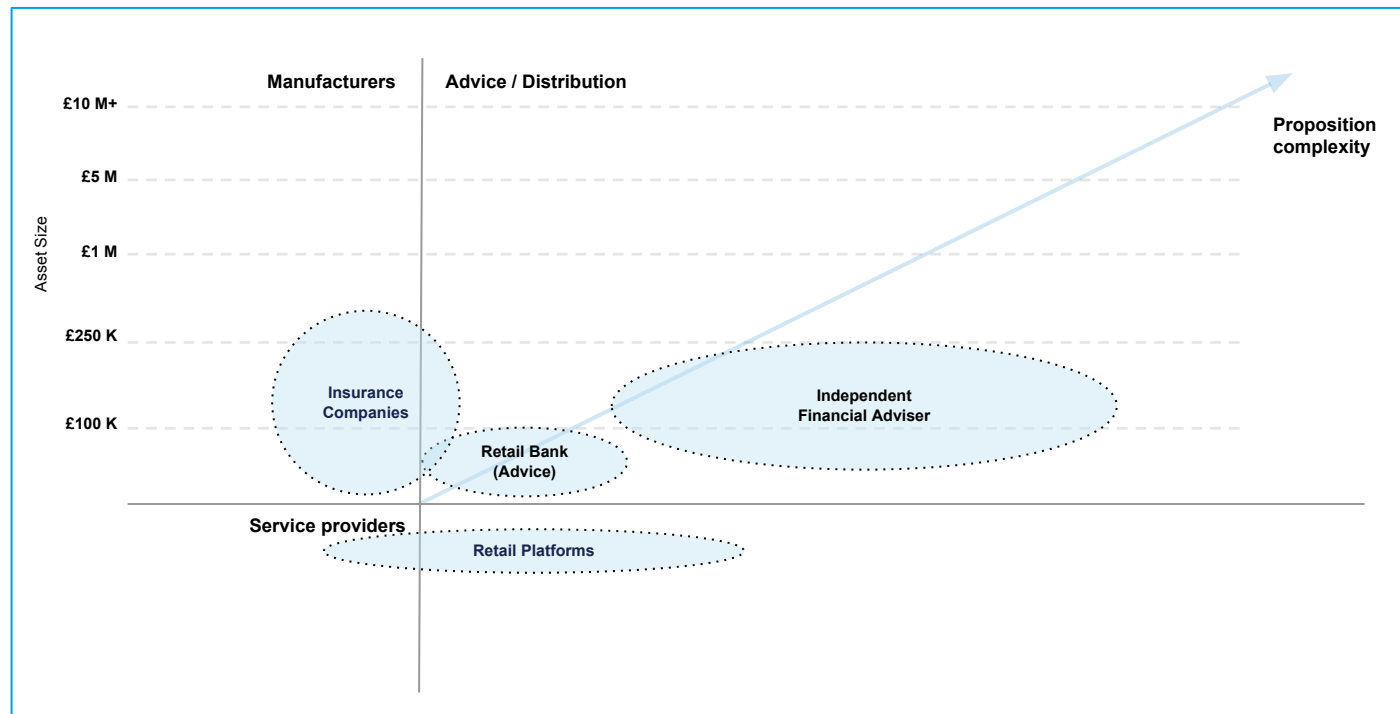 Manufacturers
Advice / Distribution
£10 M+
Proposition
complexity
£5 M
Asset Size
£1 M
£250 K
Insurance
Companies
Independent
Financial Adviser
£100 K
Retail Bank
(Advice)
Service providers
Retail Platforms